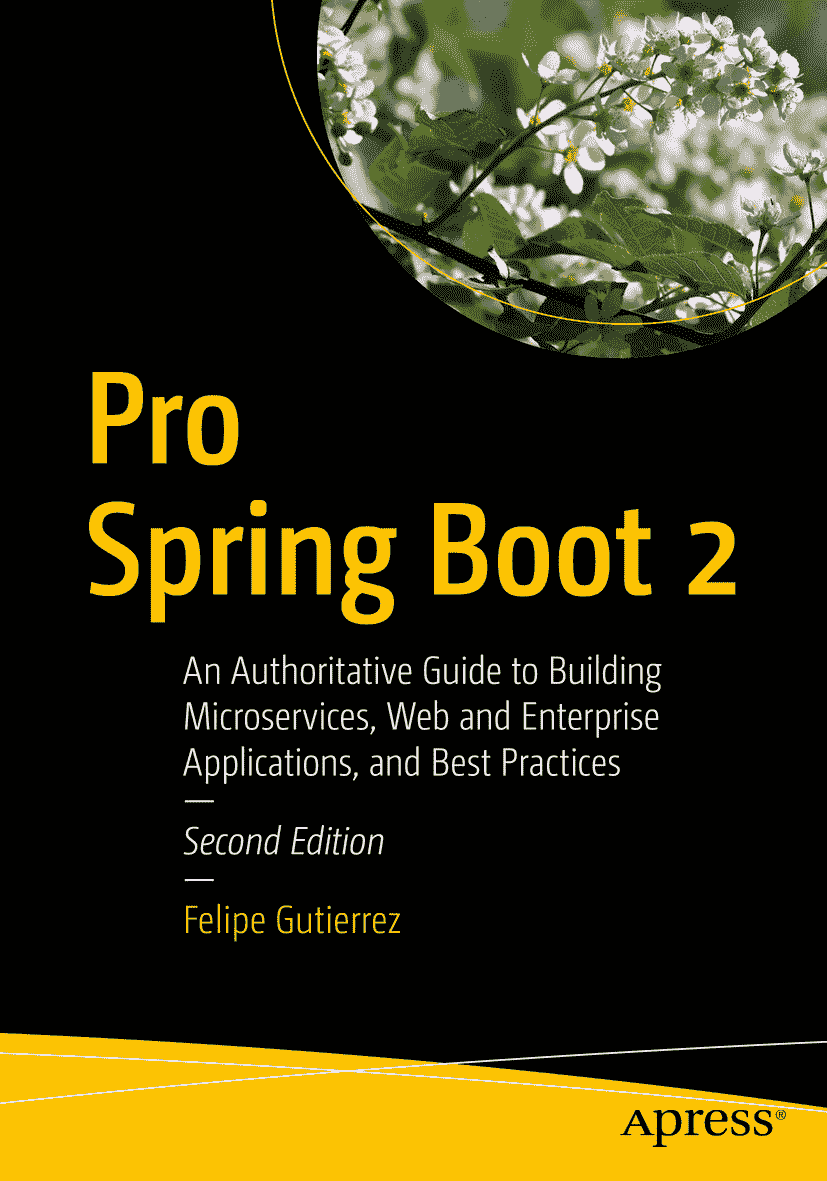 Pro
Spring Boot 2
An Authoritative Guide to Building
Microservices, Web and Enterprise
Applications, and Best Practices
—
Second Edition
—
Felipe Gutierrez
Apress®